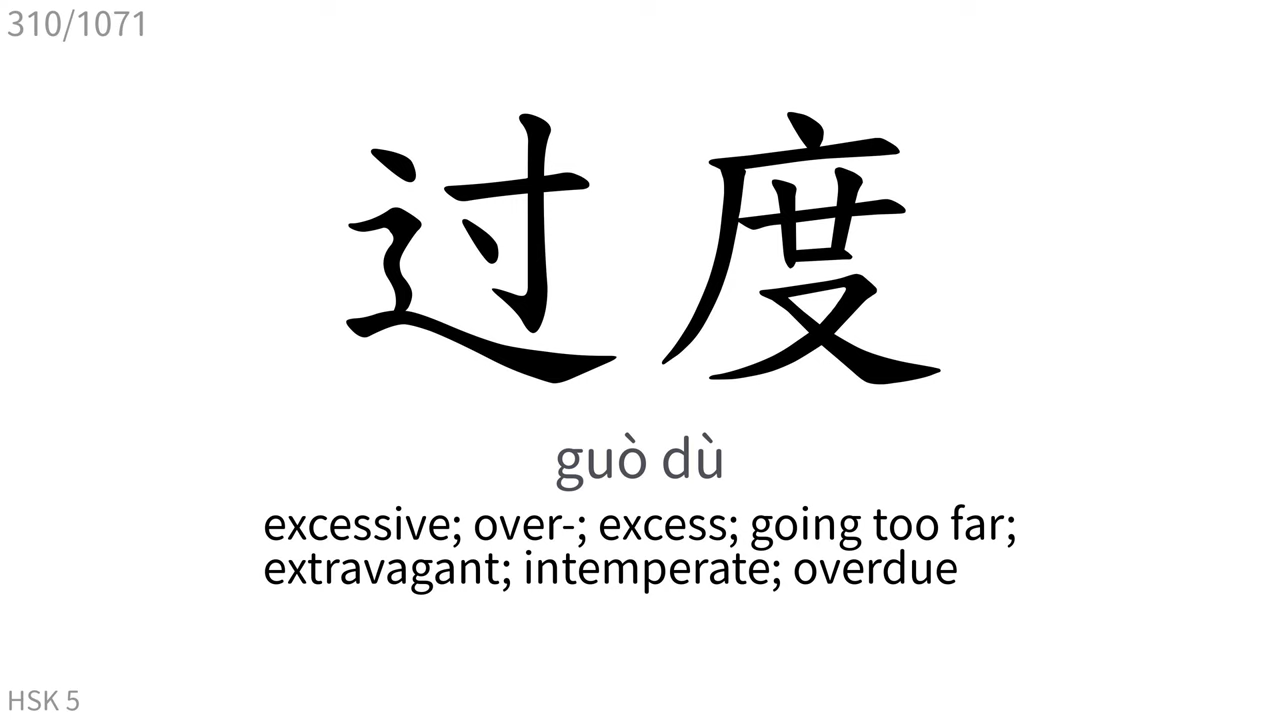 310/1071
过度
guò dù
excessive; over-; excess; going too far;
extravagant; intemperate; overdue
HSK 5